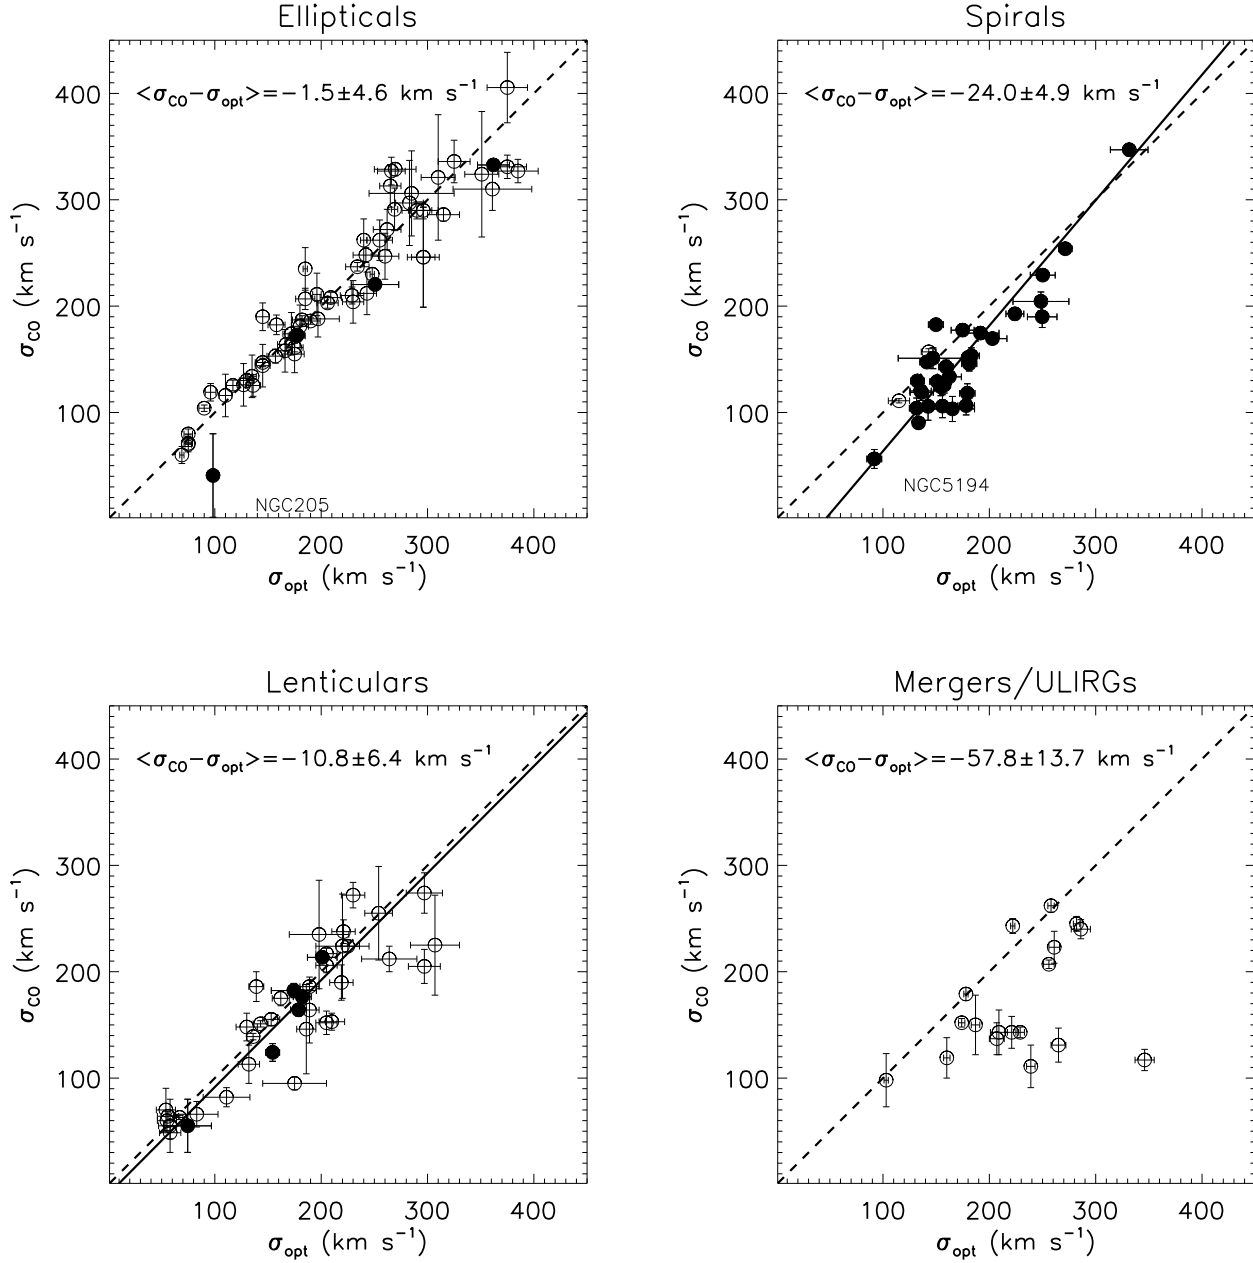 Ellipticals
<σCO−σopt>=−1.5±4.6 km s−1
400
300
200
100
σCO (km s−1)
NGC205
100 200 300 400
σopt (km s−1)
Spirals
<σCO−σopt>=−24.0±4.9 km s−1
400
300
200
100
σCO (km s−1)
NGC5194
100 200 300 400
σopt (km s−1)
Lenticulars
<σCO−σopt>=−10.8±6.4 km s−1
400
300
200
100
σCO (km s−1)
100 200 300 400
σopt (km s−1)
Mergers/ULIRGs
<σCO−σopt>=−57.8±13.7 km s−1
400
300
200
100
σCO (km s−1)
100 200 300 400
σopt (km s−1)